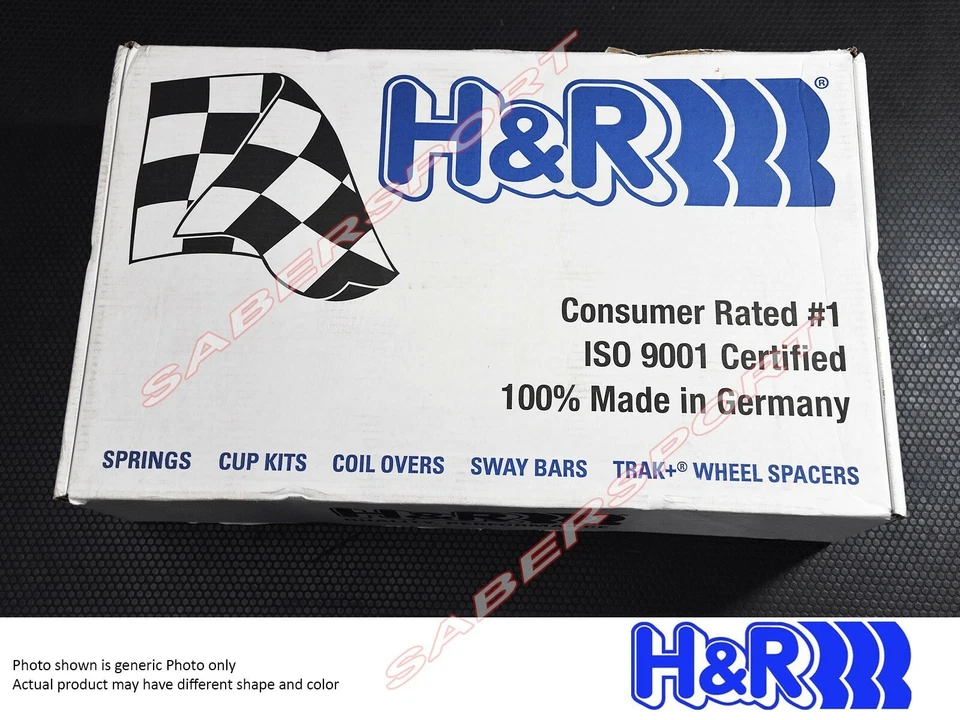 H&R®
Consumer Rated #1
ISO 9001 Certified
100% Made in Germany
SPRINGS CUP KITS COIL OVERS SWAY BARS TRAK+® WHEEL SPACERS
H&R
SABERSPORT
SABERSPORT
Photo shown is generic Photo only
Actual product may have different shape and color
H&R